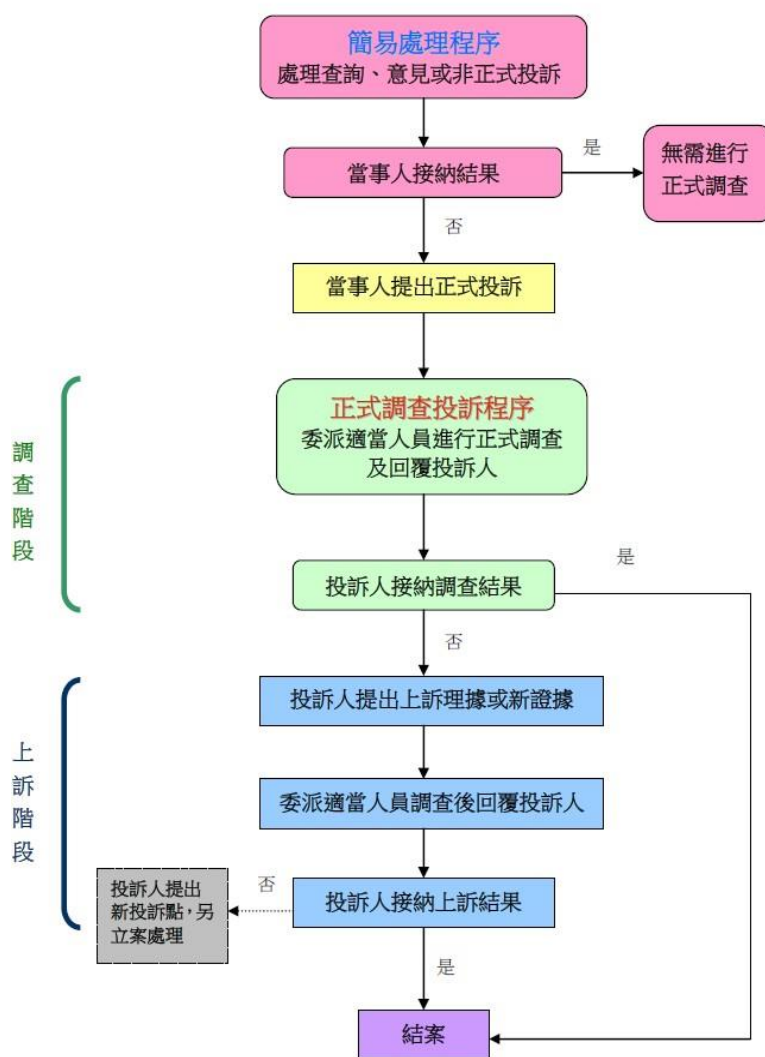 簡易處理程序
處理查詢、意見或非正式投訴
是
當事人接納結果
無需進行
正式調查
否
當事人提出正式投訴
調查階段
正式調查投訴程序
委派適當人員進行正式調查
及回覆投訴人
是
投訴人接納調查結果
否
上訴階段
投訴人提出上訴理據或新證據
委派適當人員調查後回覆投訴人
投訴人接納上訴結果
否
投訴人提出
新投訴點，另
立案處理
是
結案